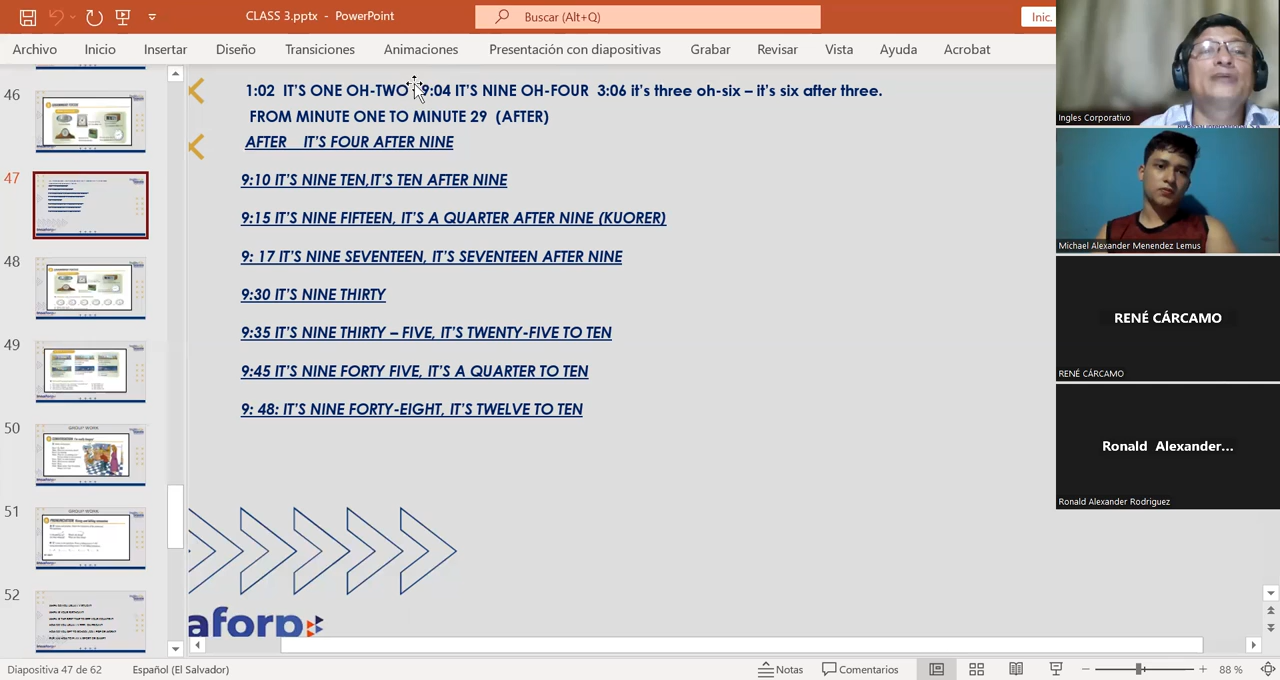 CLASS 3.pptx - PowerPoint
Buscar (Alt+Q)
Inic.
Archivo Inicio Insertar Diseño Transiciones Animaciones Presentación con diapositivas Grabar Revisar Vista Ayuda Acrobat
46
47
48
49
50
51
52
GROUP WORK
GROUP WORK
1:02 IT'S ONE OH-TWO 9:04 IT'S NINE OH-FOUR 3:06 it's three oh-six – it's six after three.
FROM MINUTE ONE TO MINUTE 29 (AFTER)
AFTER IT'S FOUR AFTER NINE
9:10 IT'S NINE TEN,IT'S TEN AFTER NINE
9:15 IT'S NINE FIFTEEN, IT'S A QUARTER AFTER NINE (KUORER)
9: 17 IT'S NINE SEVENTEEN, IT'S SEVENTEEN AFTER NINE
9:30 IT'S NINE THIRTY
9:35 IT'S NINE THIRTY – FIVE, IT'S TWENTY-FIVE TO TEN
9:45 IT'S NINE FORTY FIVE, IT'S A QUARTER TO TEN
9: 48: IT'S NINE FORTY-EIGHT, IT'S TWELVE TO TEN
aforp
Ingles Corporativo
Michael Alexander Menendez Lemus
RENÉ CÁRCAMO
RENÉ CÁRCAMO
Ronald Alexander...
Ronald Alexander Rodriguez
Diapositiva 47 de 62 Español (El Salvador) Notas Comentarios 88 %